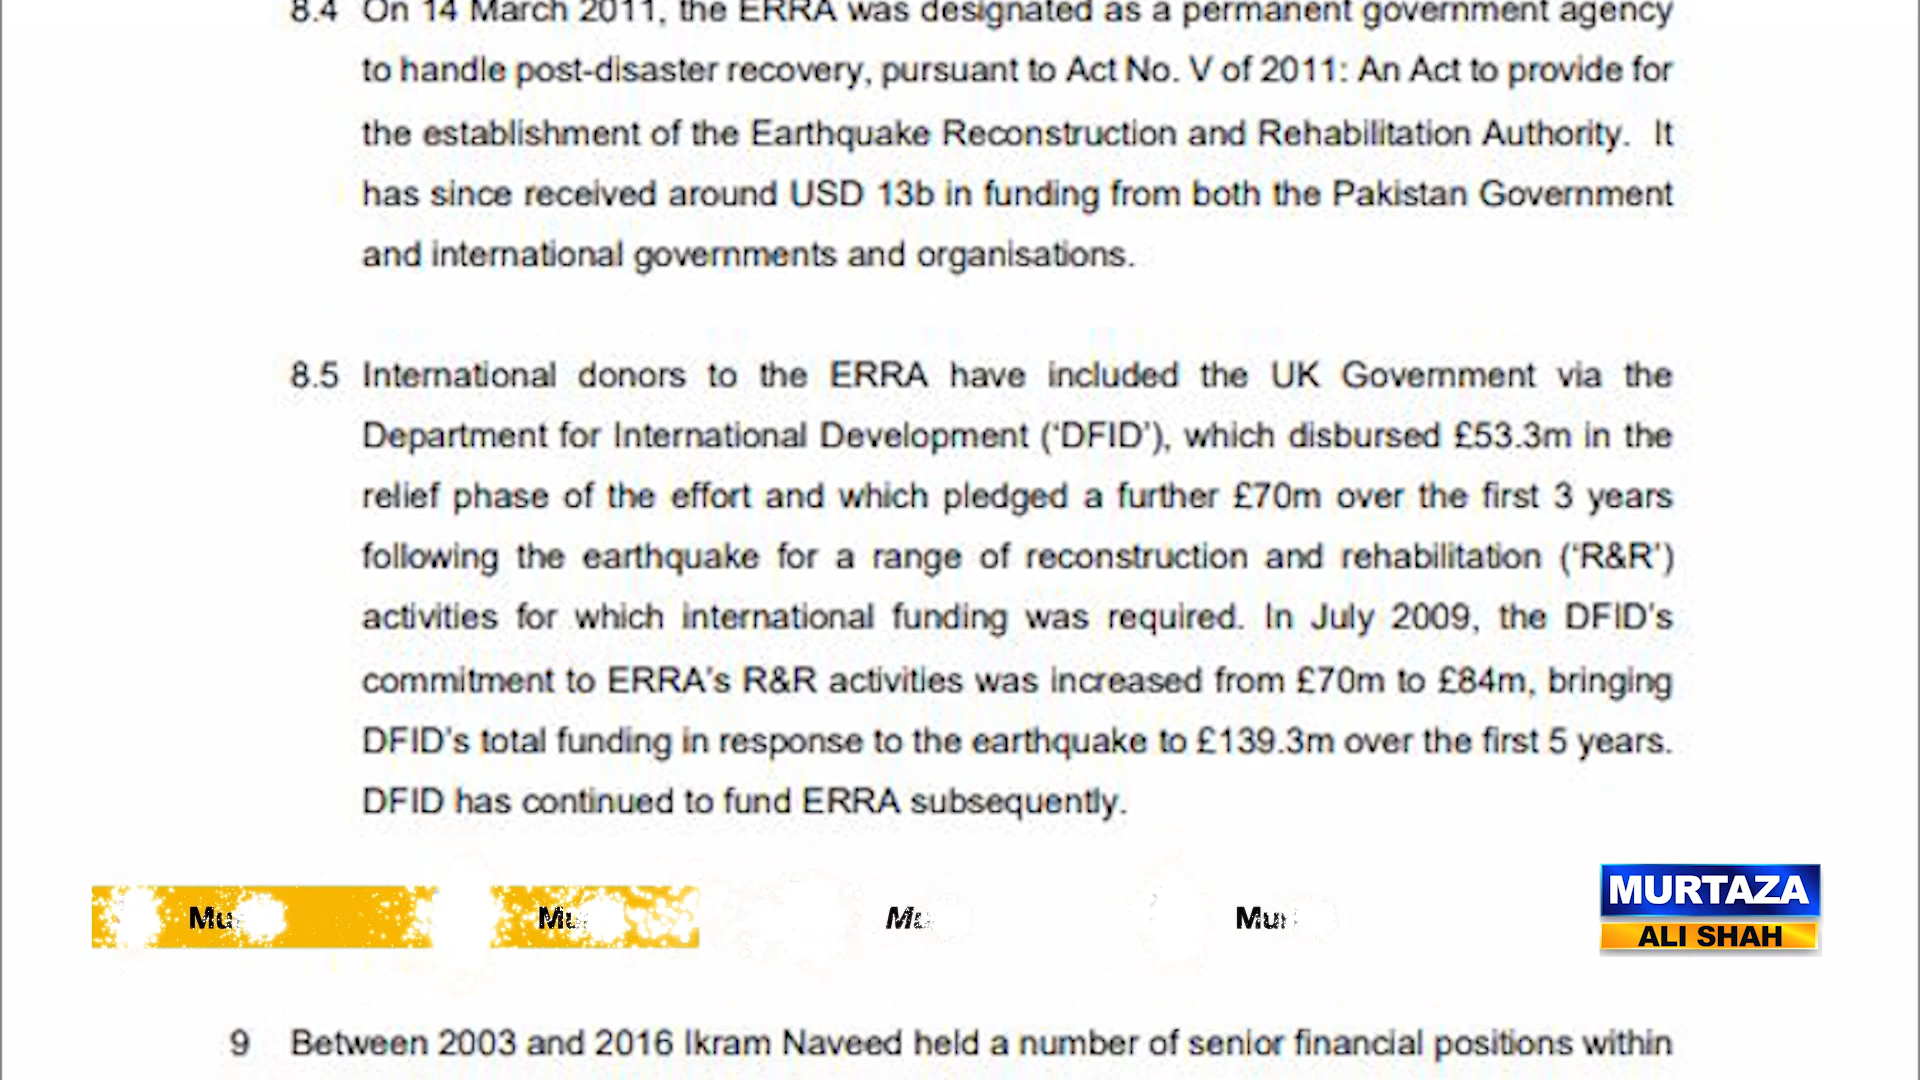 8.4 On 14 March 2011, the ERRA was designated as a permanent government agency
to handle post-disaster recovery, pursuant to Act No. V of 2011: An Act to provide for
the establishment of the Earthquake Reconstruction and Rehabilitation Authority. It
has since received around USD 13b in funding from both the Pakistan Government
and international governments and organisations.
8.5 International donors to the ERRA have included the UK Government via the
Department for International Development (‘DFID’), which disbursed £53.3m in the
relief phase of the effort and which pledged a further £70m over the first 3 years
following the earthquake for a range of reconstruction and rehabilitation (‘R&R’)
activities for which international funding was required. In July 2009, the DFID’s
commitment to ERRA’s R&R activities was increased from £70m to £84m, bringing
DFID’s total funding in response to the earthquake to £139.3m over the first 5 years.
DFID has continued to fund ERRA subsequently.
MURTAZA
ALI SHAH
9 Between 2003 and 2016 Ikram Naveed held a number of senior financial positions within